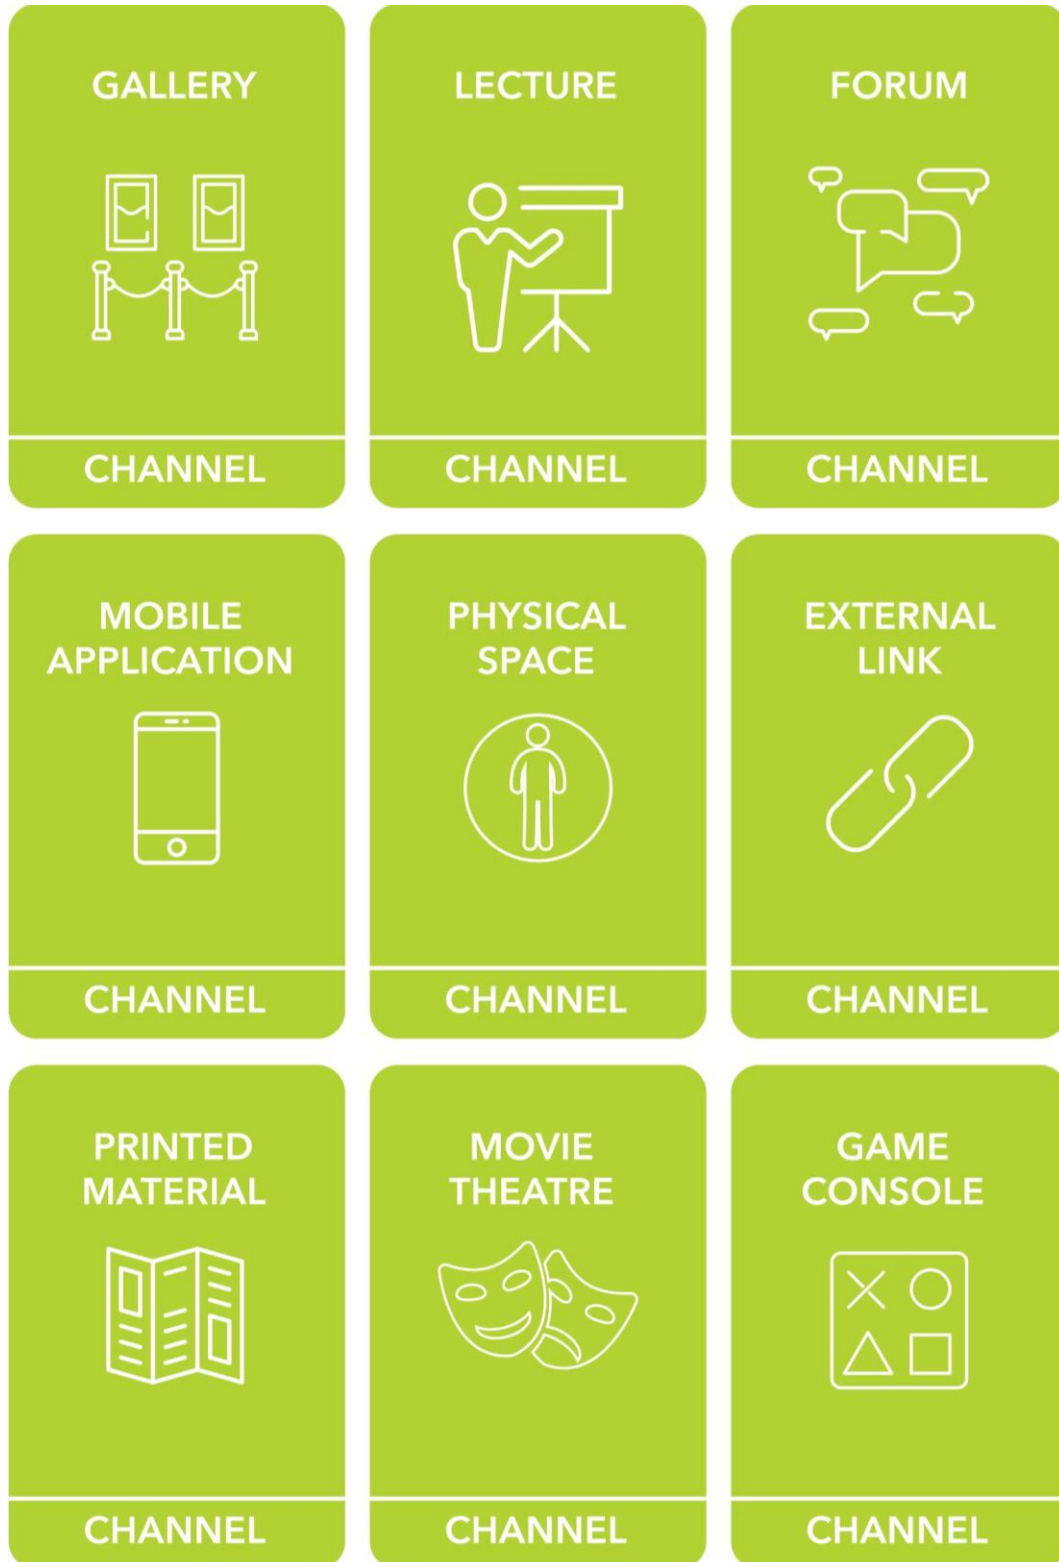 GALLERY
CHANNEL
LECTURE
CHANNEL
FORUM
CHANNEL
MOBILE
APPLICATION
CHANNEL
PHYSICAL
SPACE
CHANNEL
EXTERNAL
LINK
CHANNEL
PRINTED
MATERIAL
CHANNEL
MOVIE
THEATRE
CHANNEL
GAME
CONSOLE
CHANNEL